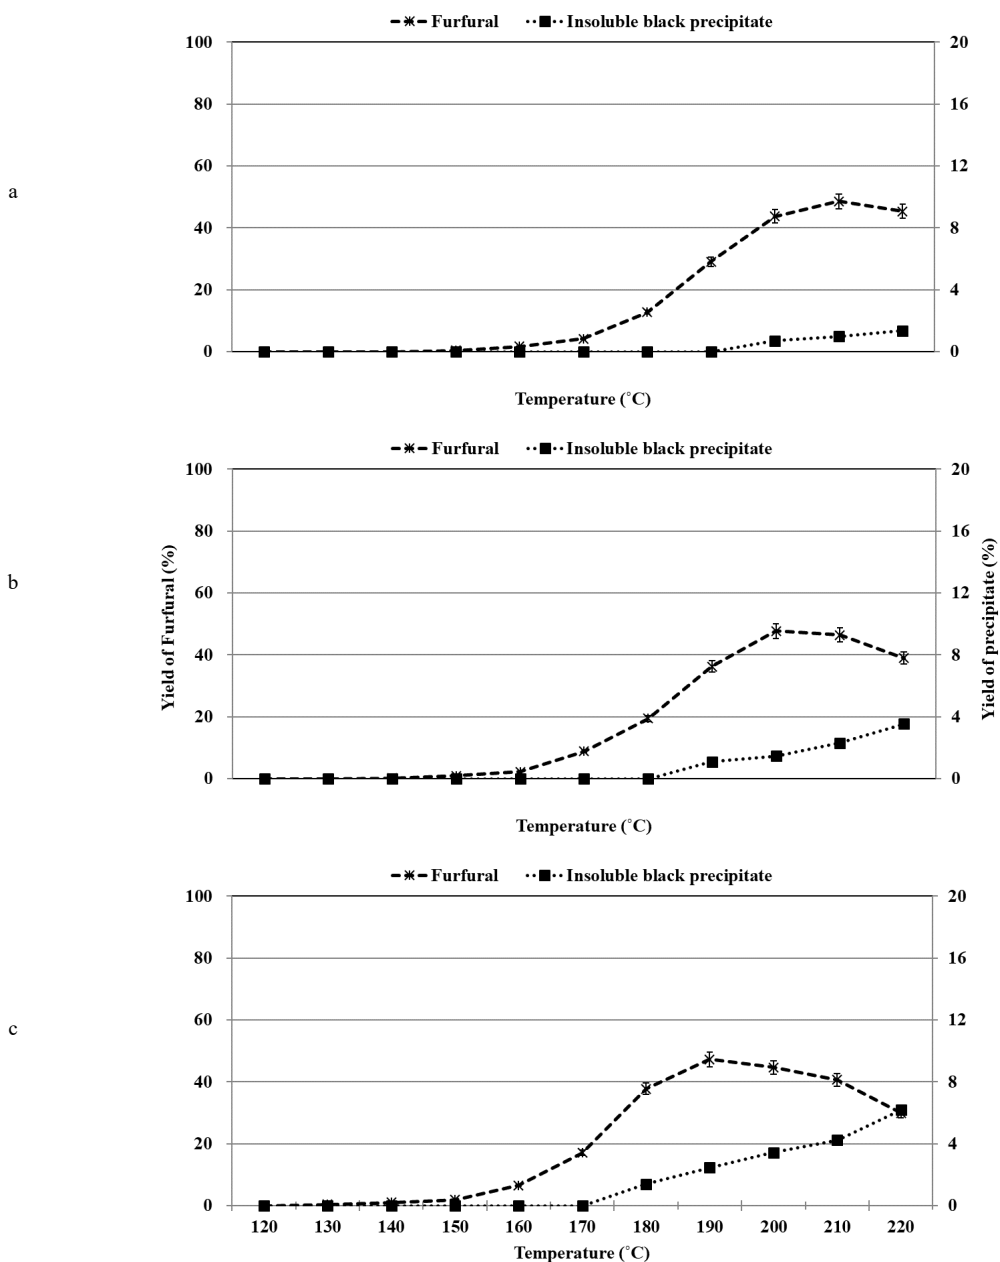 Furfural Insoluble black precipitate
100 20
80 16
60 12
a
40 8
20 4
0 0
Temperature (˚C)
Furfural Insoluble black precipitate
100 20
80 16
60 12
b
Yield of Furfural (%)
Yield of precipitate (%)
40 8
20 4
0 0
Temperature (˚C)
Furfural Insoluble black precipitate
100 20
80 16
60 12
c
40 8
20 4
0 0
120 130 140 150 160 170 180 190 200 210 220
Temperature (˚C)